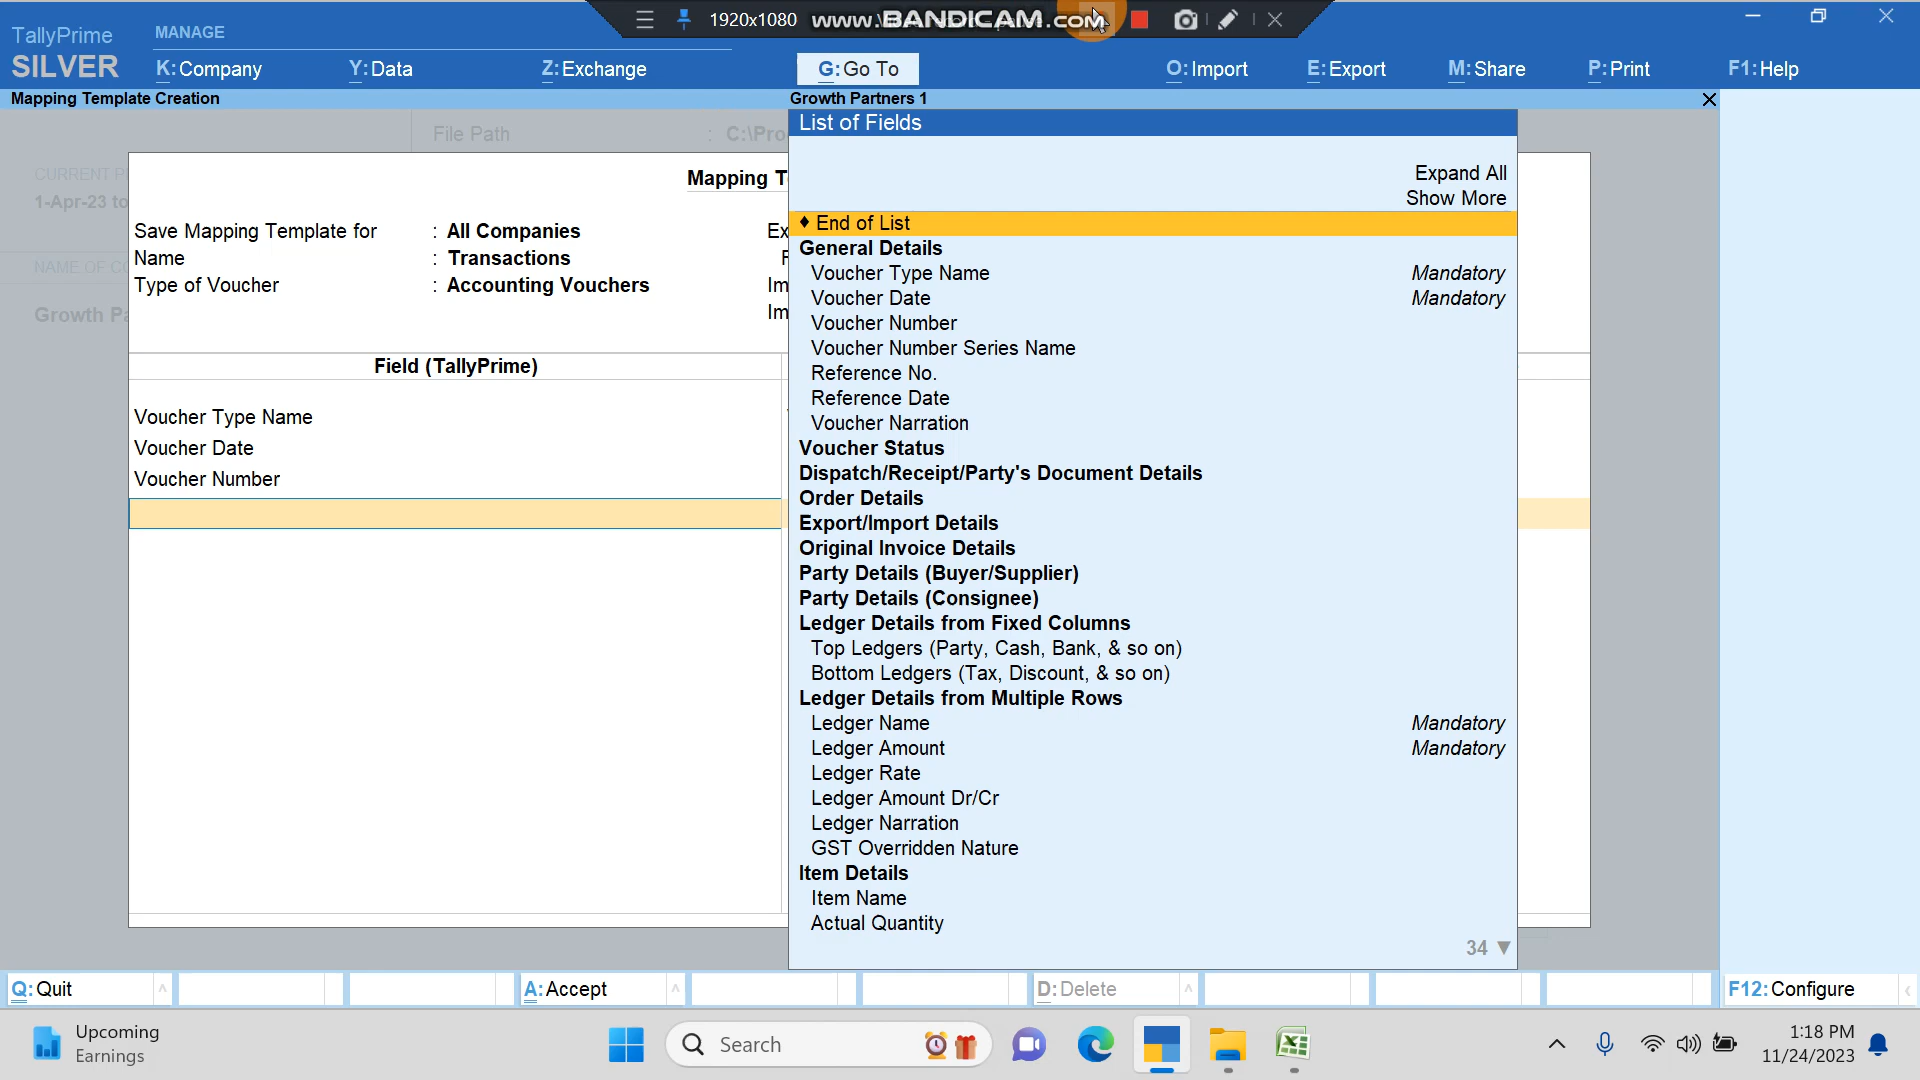 1920x1080 www.BANDICAM.com
TallyPrime
SILVER
MANAGE
K:Company Y:Data Z:Exchange G:Go To O:Import E:Export M:Share P:Print F1:Help
Mapping Template Creation Growth Partners 1
List of Fields
File Path : C:\Pro
CURRENT P
1-Apr-23 to
NAME OF CO
Growth Pa
Mapping T
Save Mapping Template for : All Companies Ex
Name : Transactions F
Type of Voucher : Accounting Vouchers Im
Im
Field (TallyPrime)
Voucher Type Name
Voucher Date
Voucher Number
Expand All
Show More
♦ End of List
General Details
Voucher Type Name Mandatory
Voucher Date Mandatory
Voucher Number
Voucher Number Series Name
Reference No.
Reference Date
Voucher Narration
Voucher Status
Dispatch/Receipt/Party's Document Details
Order Details
Export/Import Details
Original Invoice Details
Party Details (Buyer/Supplier)
Party Details (Consignee)
Ledger Details from Fixed Columns
Top Ledgers (Party, Cash, Bank, & so on)
Bottom Ledgers (Tax, Discount, & so on)
Ledger Details from Multiple Rows
Ledger Name Mandatory
Ledger Amount Mandatory
Ledger Rate
Ledger Amount Dr/Cr
Ledger Narration
GST Overridden Nature
Item Details
Item Name
Actual Quantity
34 ▼
Q:Quit A:Accept D:Delete F12:Configure
Upcoming
Earnings
Search
1:18 PM
11/24/2023